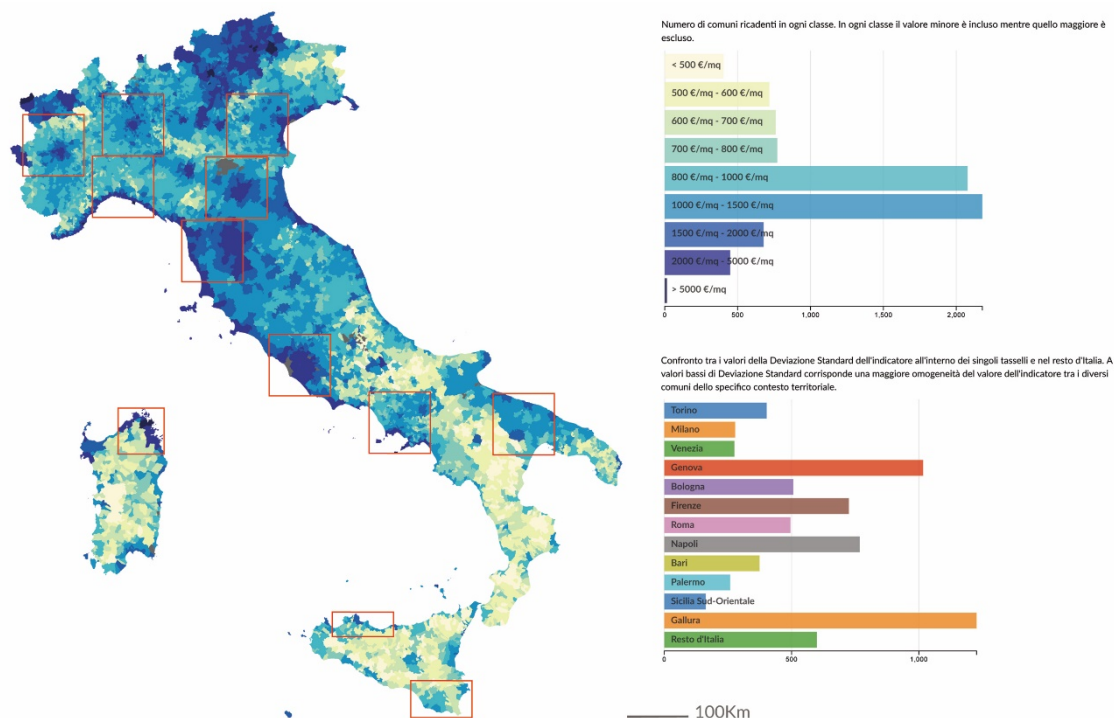 Numero di comuni ricadenti in ogni classe. In ogni classe il valore minore è incluso mentre quello maggiore è
escluso.
< 500 €/mq
500 €/mq - 600 €/mq
600 €/mq - 700 €/mq
700 €/mq - 800 €/mq
800 €/mq - 1000 €/mq
1000 €/mq - 1500 €/mq
1500 €/mq - 2000 €/mq
2000 €/mq - 5000 €/mq
> 5000 €/mq
0 500 1,000 1,500 2,000
Confronto tra i valori della Deviazione Standard dell'indicatore all'interno dei singoli tasselli e nel resto d'Italia. A
valori bassi di Deviazione Standard corrisponde una maggiore omogeneità del valore dell'indicatore tra i diversi
comuni dello specifico contesto territoriale.
Torino
Milano
Venezia
Genova
Bologna
Firenze
Roma
Napoli
Bari
Palermo
Sicilia Sud-Orientale
Gallura
Resto d'Italia
0 500 1,000
100Km